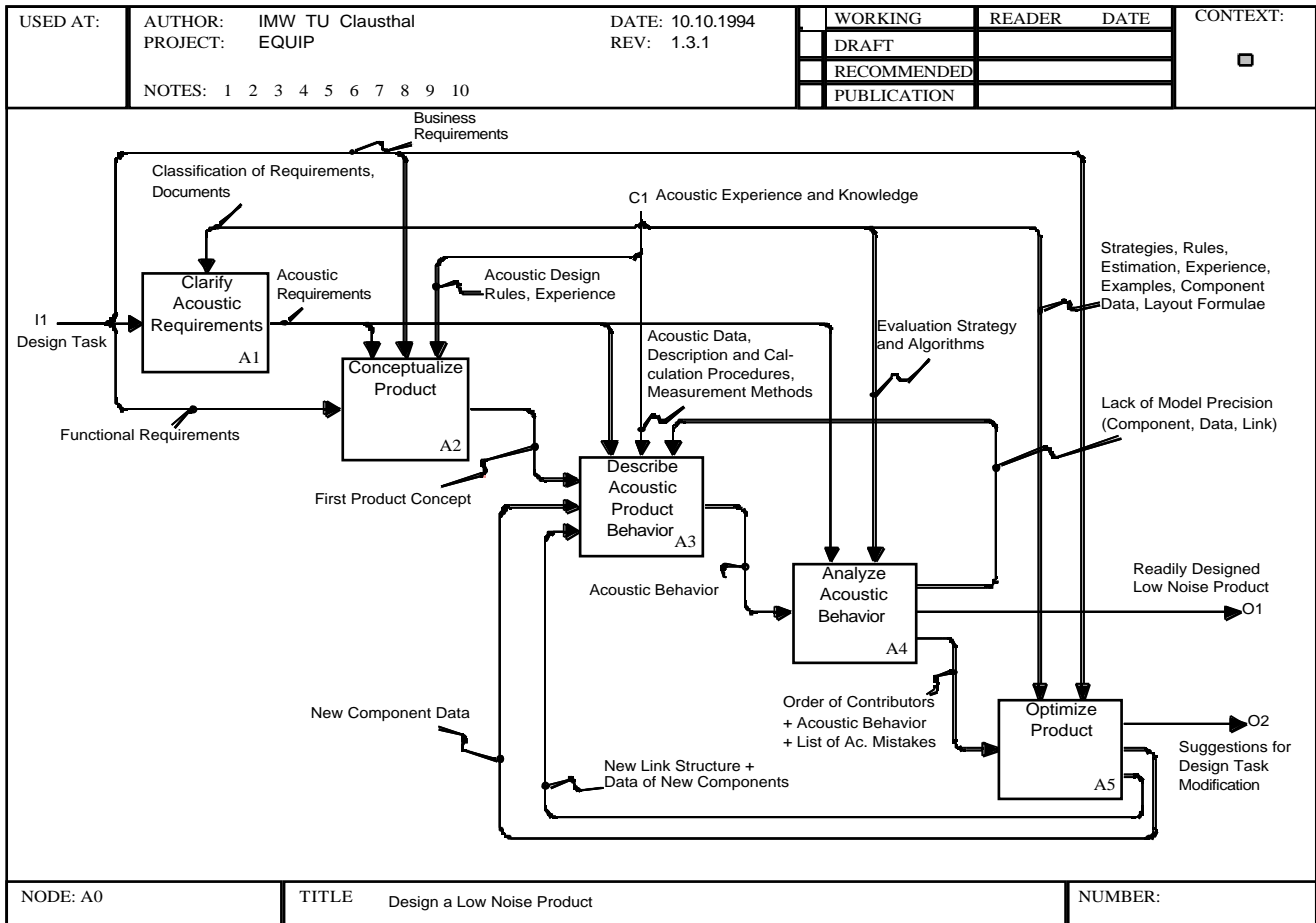 USED AT:
AUTHOR: IMW TU Clausthal
DATE: 10.10.1994
PROJECT: EQUIP
REV: 1.3.1
NOTES: 1 2 3 4 5 6 7 8 9 10
WORKING
DRAFT
RECOMMENDED
PUBLICATION
READER DATE
CONTEXT:
Business
Requirements
Classification of Requirements,
Documents
C1 Acoustic Experience and Knowledge
Clarify
Acoustic
Requirements
A1
Acoustic
Requirements
Acoustic Design
Rules, Experience
Strategies, Rules,
Estimation, Experience,
Examples, Component
Data, Layout Formulae
I1
Design Task
Conceptualize
Product
A2
Acoustic Data,
Description and Cal-
culation Procedures,
Measurement Methods
Evaluation Strategy
and Algorithms
Functional Requirements
Lack of Model Precision
(Component, Data, Link)
First Product Concept
Describe
Acoustic
Product
Behavior
A3
Acoustic Behavior
Analyze
Acoustic
Behavior
A4
Readily Designed
Low Noise Product
O1
Order of Contributors
+ Acoustic Behavior
+ List of Ac. Mistakes
Optimize
Product
A5
O2
Suggestions for
Design Task
Modification
New Component Data
New Link Structure +
Data of New Components
NODE: A0
TITLE Design a Low Noise Product
NUMBER: